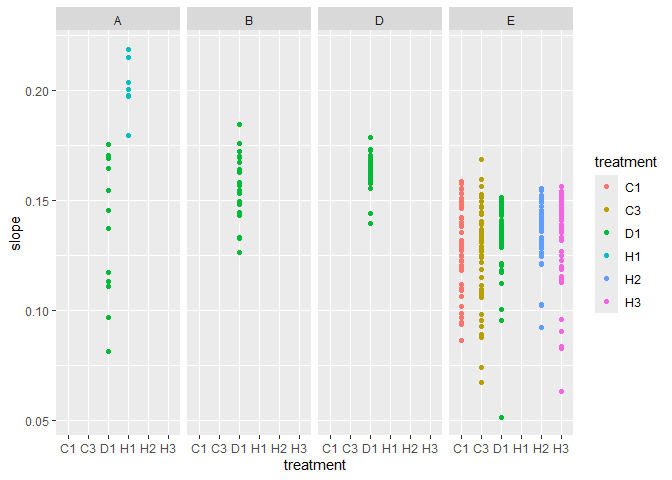 A B D E
0.20
0.15
0.10
0.05
slope
C1 C3 D1 H1 H2 H3 C1 C3 D1 H1 H2 H3 C1 C3 D1 H1 H2 H3 C1 C3 D1 H1 H2 H3
treatment
treatment
C1
C3
D1
H1
H2
H3